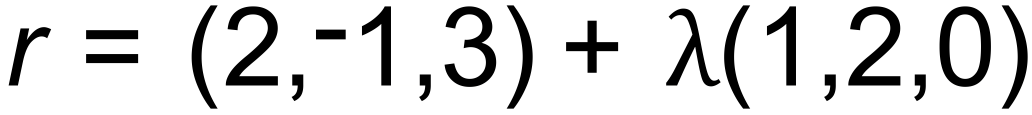 r = (2,-1,3) + λ(1,2,0)